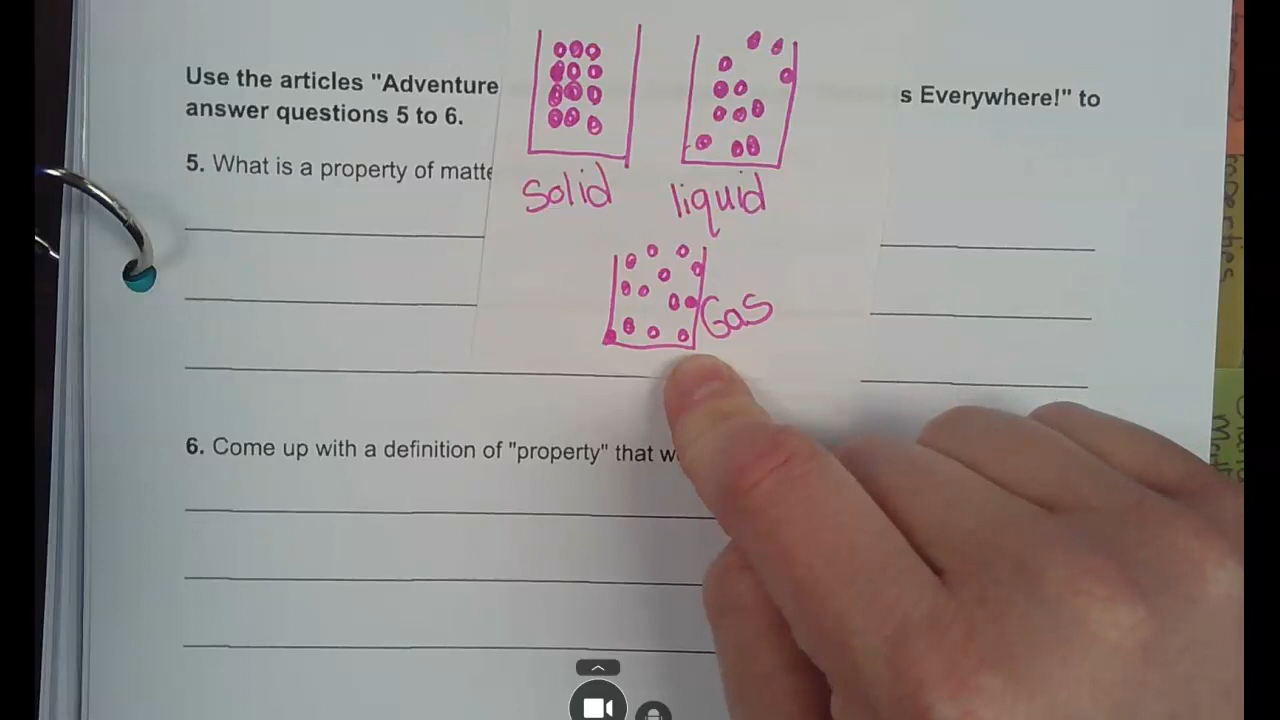 Use the articles "Adventure s Everywhere!" to
answer questions 5 to 6.
5. What is a property of matte
solid
liquid
Gas
6. Come up with a definition of "property" that w